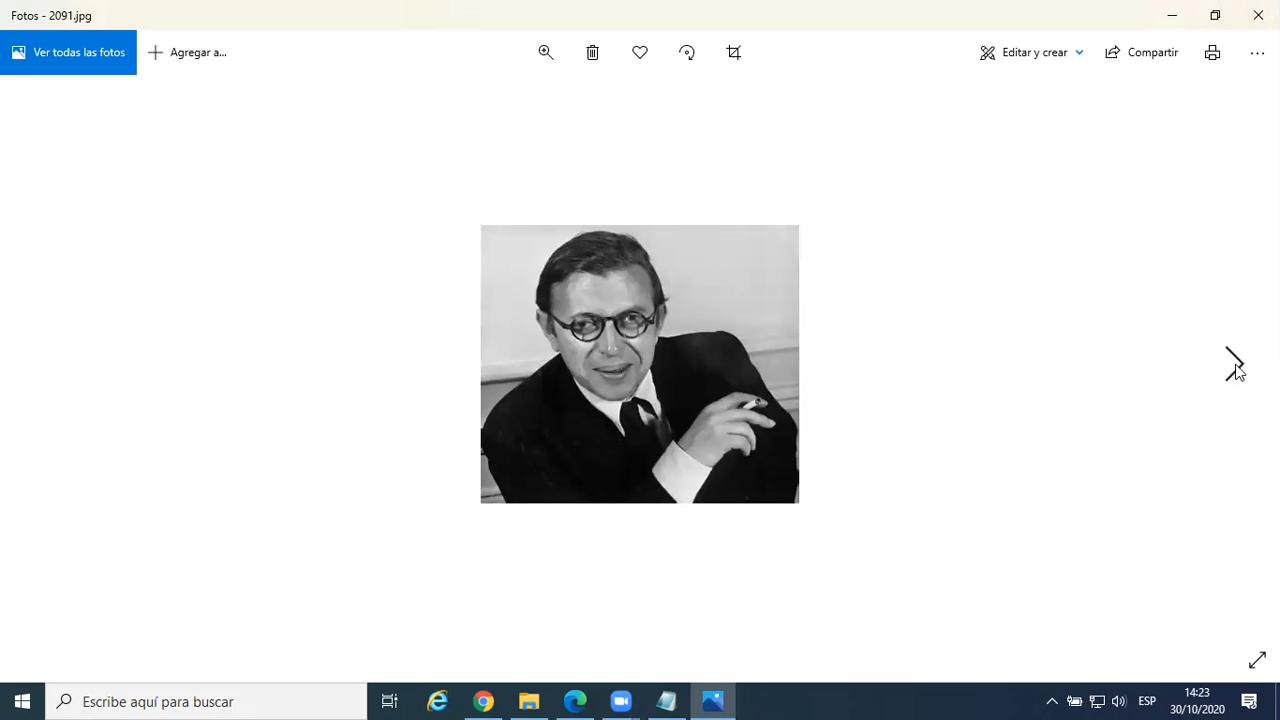 Fotos - 2091.jpg
Ver todas las fotos
Agregar a...
Editar y crear
Compartir
Escribe aquí para buscar
ESP
14:23
30/10/2020